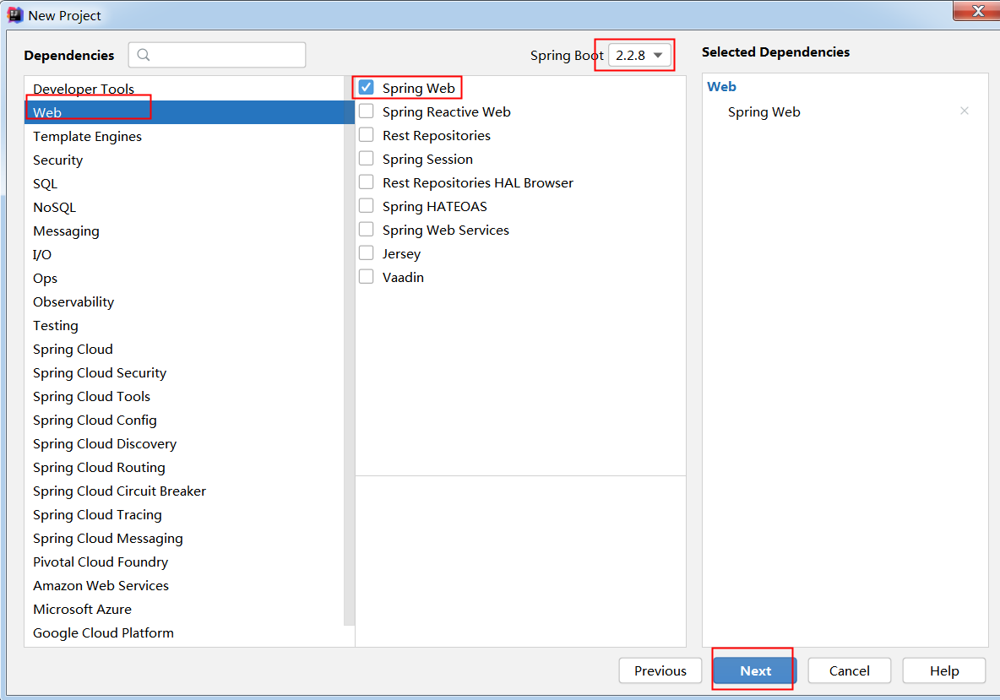 New Project
Dependencies
Spring Boot 2.2.8
Selected Dependencies
Developer Tools
Web
Template Engines
Security
SQL
NoSQL
Messaging
I/O
Ops
Observability
Testing
Spring Cloud
Spring Cloud Security
Spring Cloud Tools
Spring Cloud Config
Spring Cloud Discovery
Spring Cloud Routing
Spring Cloud Circuit Breaker
Spring Cloud Tracing
Spring Cloud Messaging
Pivotal Cloud Foundry
Amazon Web Services
Microsoft Azure
Google Cloud Platform
Spring Web
Spring Reactive Web
Rest Repositories
Spring Session
Rest Repositories HAL Browser
Spring HATEOAS
Spring Web Services
Jersey
Vaadin
Web
Spring Web
Previous
Next
Cancel
Help